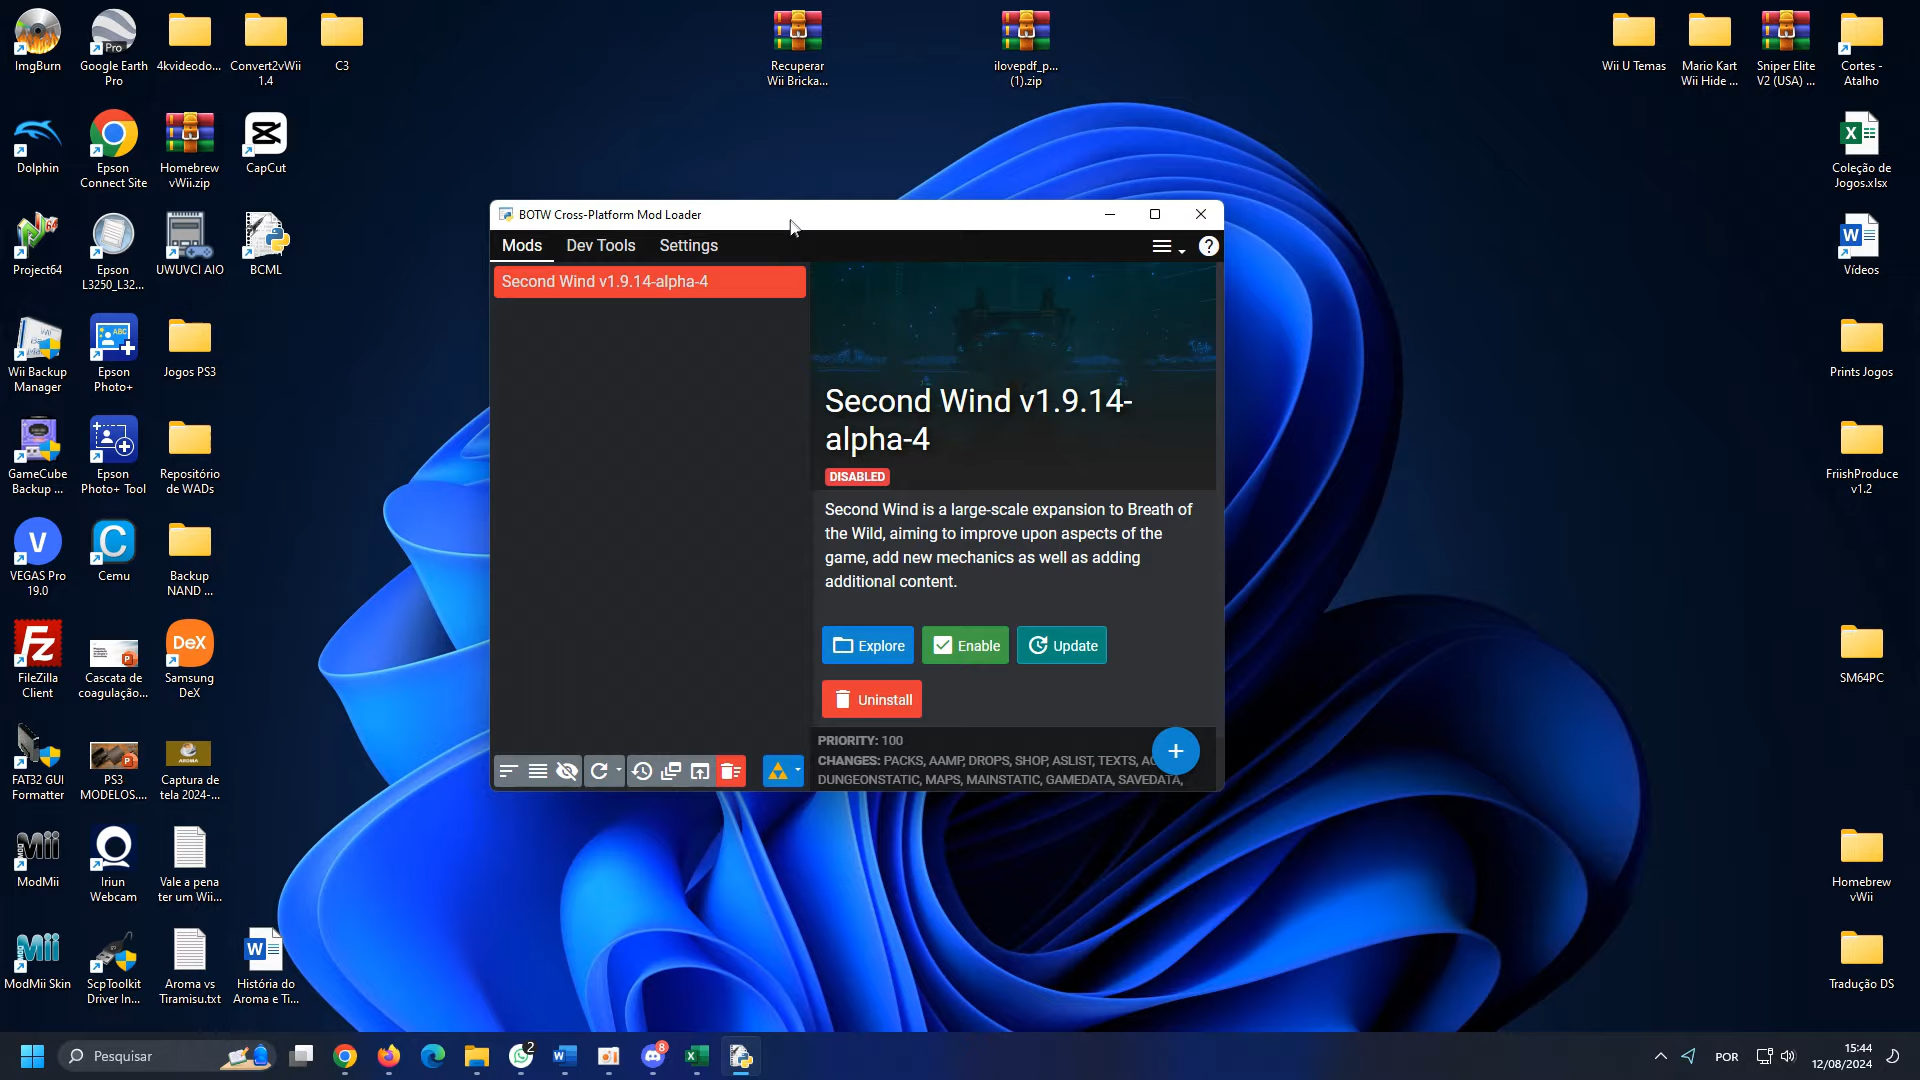 ImgBurn
Google Earth
Pro
4kvideodo...
Convert2vWii
1.4
C3
Recuperar
Wii Bricka...
ilovepdf_p...
(1).zip
Wii U Temas
Mario Kart
Wii Hide ...
Sniper Elite
V2 (USA) ...
Cortes -
Atalho
Dolphin
Epson
Connect Site
Homebrew
vWii.zip
CapCut
Coleção de
Jogos.xlsx
Project64
Epson
L3250_L32...
UWUVCI AIO
BCML
Vídeos
Wii Backup
Manager
Epson
Photo+
Jogos PS3
Prints Jogos
GameCube
Backup ...
Epson
Photo+ Tool
Repositório
de WADs
FriishProduce
v1.2
VEGAS Pro
19.0
Cemu
Backup
NAND ...
FileZilla
Client
Cascata de
coagulação...
DeX
Samsung
DeX
SM64PC
FAT32 GUI
Formatter
PS3
MODELOS....
Captura de
tela 2024-...
ModMii
Iriun
Webcam
Vale a pena
ter um Wii...
Homebrew
vWii
ModMii Skin
ScpToolkit
Driver In...
Aroma vs
Tiramisu.txt
História do
Aroma e Ti...
Tradução DS
BOTW Cross-Platform Mod Loader
Mods
Dev Tools
Settings
Second Wind v1.9.14-alpha-4
Second Wind v1.9.14-
alpha-4
DISABLED
Second Wind is a large-scale expansion to Breath of
the Wild, aiming to improve upon aspects of the
game, add new mechanics as well as adding
additional content.
Explore
Enable
Update
Uninstall
PRIORITY: 100
CHANGES: PACKS, AAMP, DROPS, SHOP, ASLIST, TEXTS,
DUNGEONSTATIC, MAPS, MAINSTATIC, GAMEDATA, SAVEDATA,
Pesquisar
2
8
POR
15:44
12/08/2024